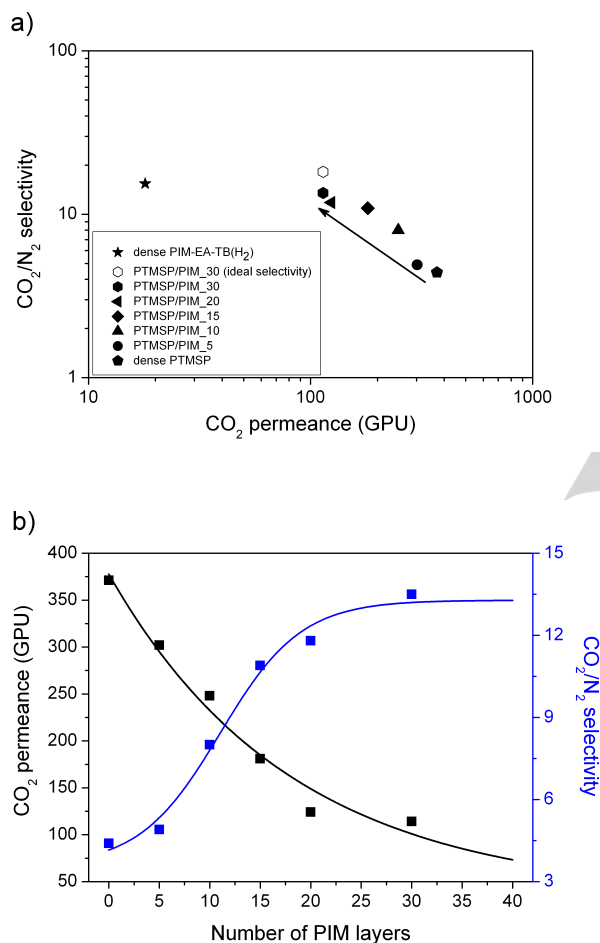 a)
100
10
1
CO2/N2 selectivity
dense PIM-EA-TB(H2)
PTMSP/PIM_30 (ideal selectivity)
PTMSP/PIM_30
PTMSP/PIM_20
PTMSP/PIM_15
PTMSP/PIM_10
PTMSP/PIM_5
dense PTMSP
10 100 1000
CO2 permeance (GPU)
b)
400
350
300
250
200
150
100
50
CO2 permeance (GPU)
15
12
9
6
3
CO2/N2 selectivity
0 5 10 15 20 25 30 35 40
Number of PIM layers